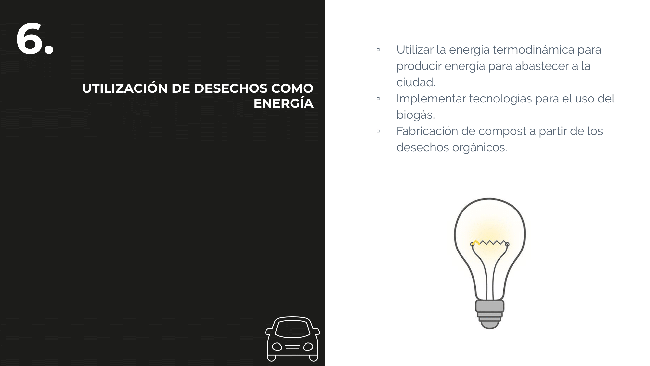 6.
UTILIZACIÓN DE DESECHOS COMO
ENERGÍA
Utilizar la energía termodinámica para
producir energía para abastecer a la
ciudad.
Implementar tecnologías para el uso del
biogás.
Fabricación de compost a partir de los
desechos orgánicos.